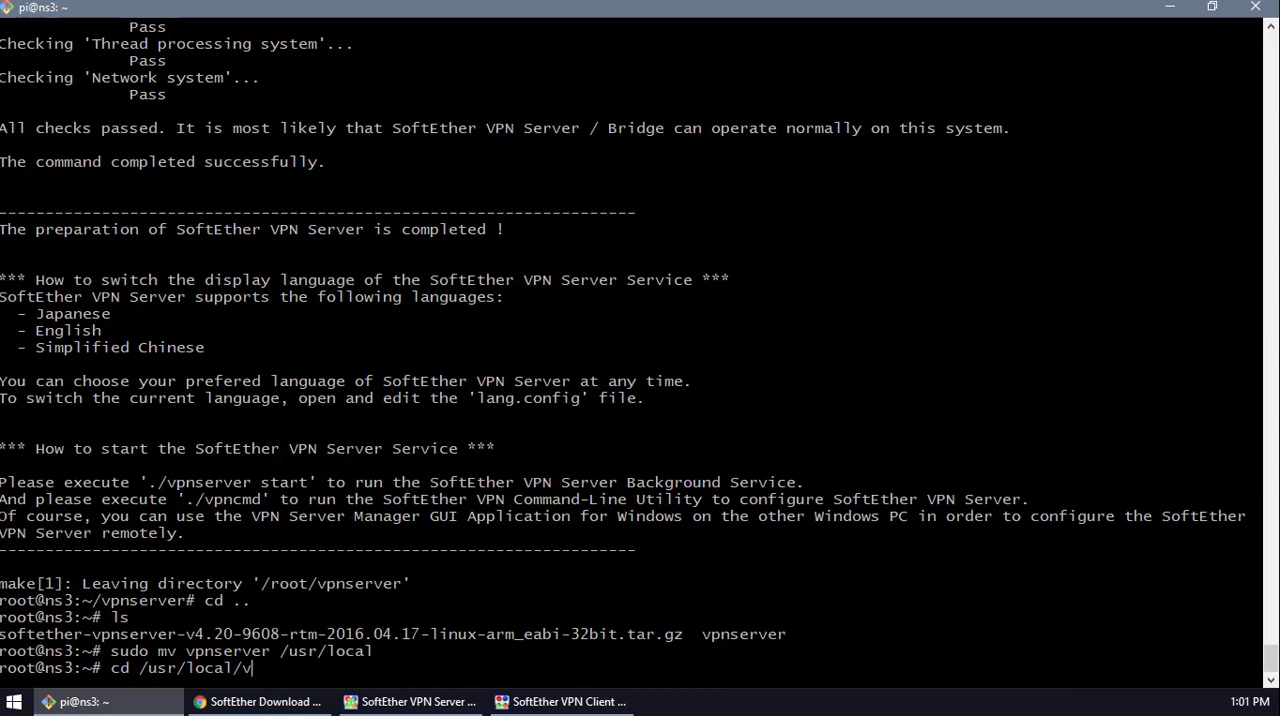 pi@ns3: ~
Pass
Checking 'Thread processing system'...
Pass
Checking 'Network system'...
Pass
All checks passed. It is most likely that SoftEther VPN Server / Bridge can operate normally on this system.
The command completed successfully.
--------------------------------------------------------------------
The preparation of SoftEther VPN Server is completed !
*** How to switch the display language of the SoftEther VPN Server Service ***
SoftEther VPN Server supports the following languages:
- Japanese
- English
- Simplified Chinese
You can choose your prefered language of SoftEther VPN Server at any time.
To switch the current language, open and edit the 'lang.config' file.
*** How to start the SoftEther VPN Server Service ***
Please execute './vpnserver start' to run the SoftEther VPN Server Background Service.
And please execute './vpncmd' to run the SoftEther VPN Command-Line Utility to configure SoftEther VPN Server.
Of course, you can use the VPN Server Manager GUI Application for Windows on the other Windows PC in order to configure the SoftEther
VPN Server remotely.
--------------------------------------------------------------------
make[1]: Leaving directory '/root/vpnserver'
root@ns3:~/vpnserver# cd ..
root@ns3:~# ls
softether-vpnserver-v4.20-9608-rtm-2016.04.17-linux-arm_eabi-32bit.tar.gz  vpnserver
root@ns3:~# sudo mv vpnserver /usr/local
root@ns3:~# cd /usr/local/v
pi@ns3: ~
SoftEther Download ...
SoftEther VPN Server ...
SoftEther VPN Client ...
1:01 PM